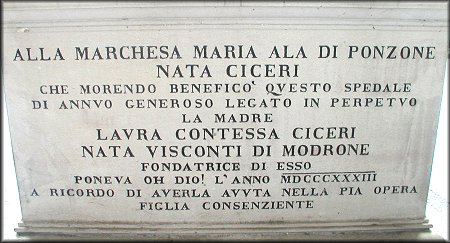 ALLA MARCHESA MARIA ALA DI PONZONE
NATA CICERI
CHE MORENDO BENEFICO' QVESTO SPEDALE
DI ANNVO GENEROSO LEGATO IN PERPETVO
LA MADRE
LAVRA CONTESSA CICERI
NATA VISCONTI DI MODRONE
FONDATRICE DI ESSO
PONEVA OH DIO! L'ANNO MDCCCXXXIII
A RICORDO DI AVERLA AVVTA NELLA PIA OPERA
FIGLIA CONSENZIENTE